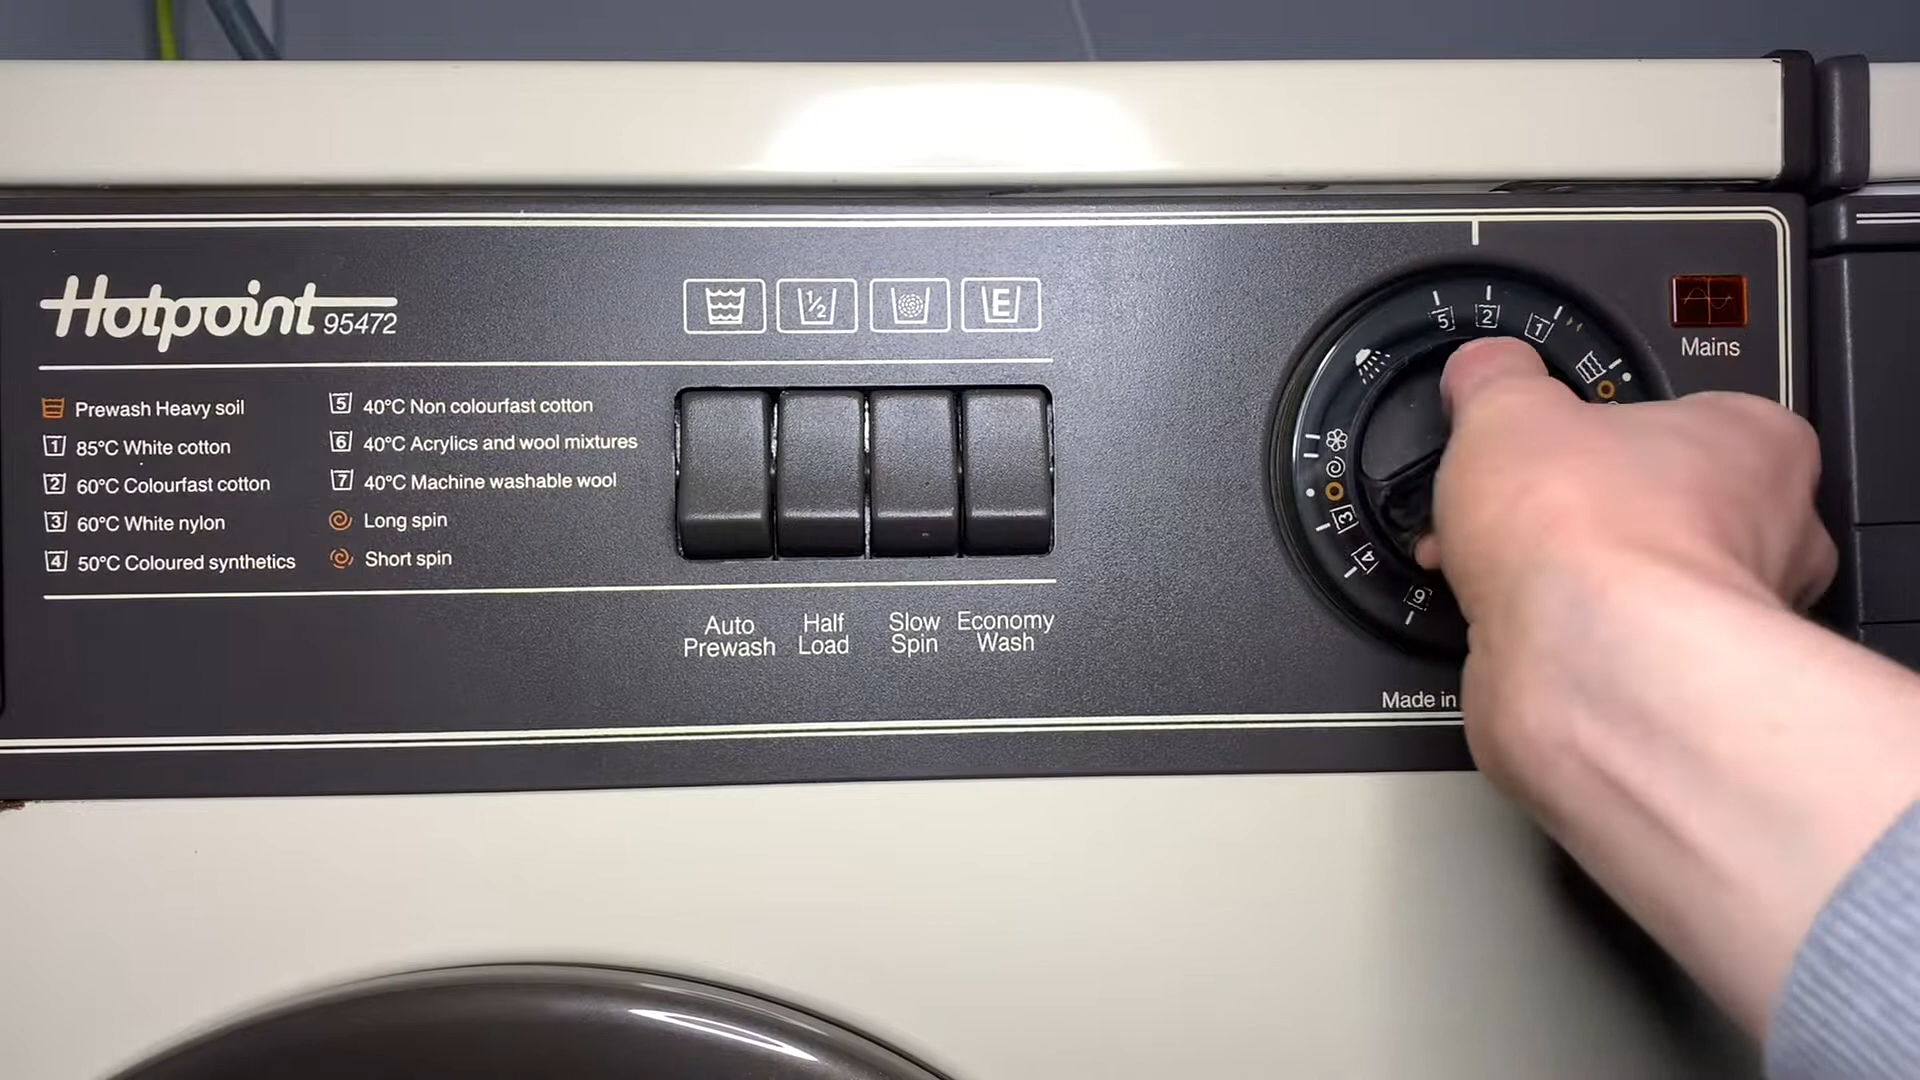 Hotpoint 95472
Prewash Heavy soil
1 85°C White cotton
2 60°C Colourfast cotton
3 60°C White nylon
4 50°C Coloured synthetics
5 40°C Non colourfast cotton
6 40°C Acrylics and wool mixtures
7 40°C Machine washable wool
Long spin
Short spin
1/2
E
Auto Prewash
Half Load
Slow Spin
Economy Wash
5 2 1
3
4
6
Mains
Made in